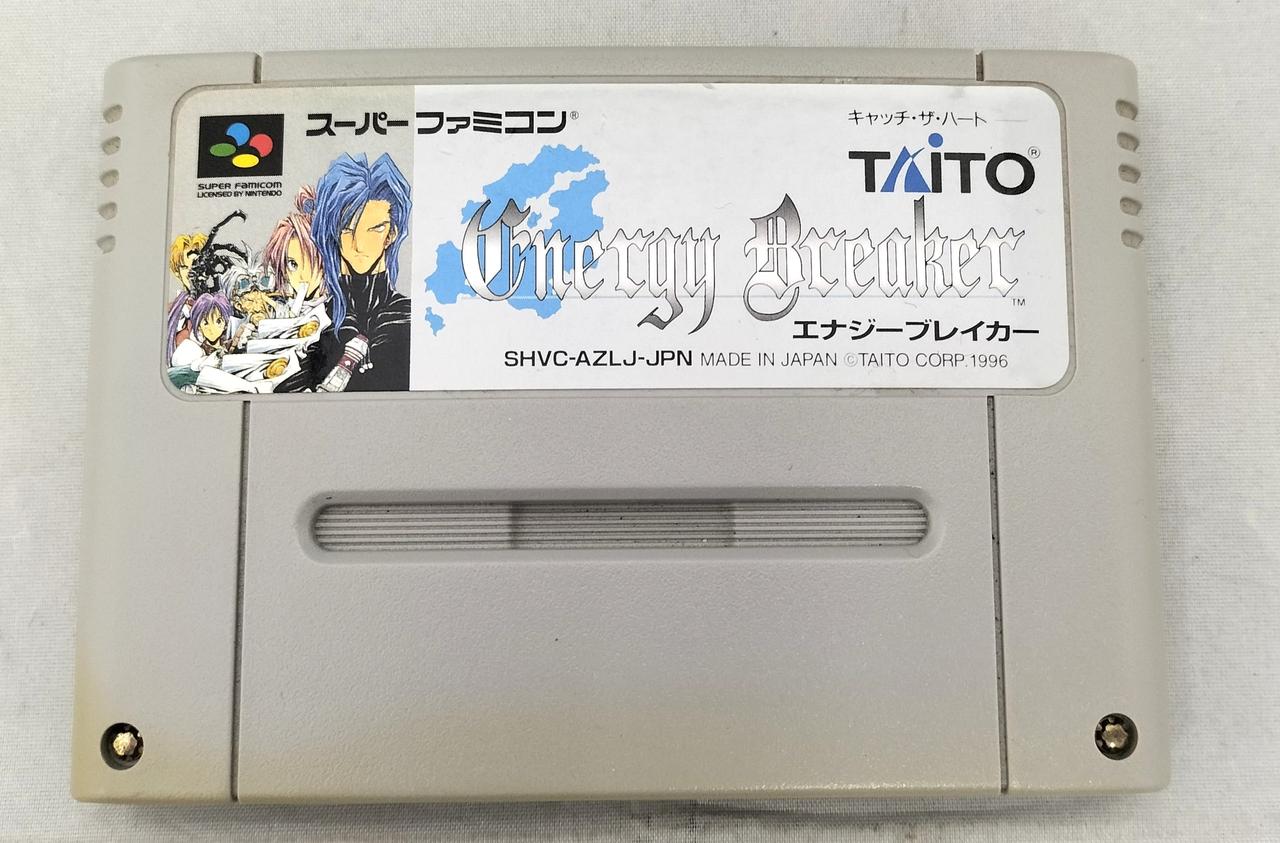 スーパーファミコン®
SUPER FAMICOM
LICENSED BY NINTENDO
キャッチ・ザ・ハート
TAITO®
Energy Breaker
TM
エナジーブレイカー
SHVC-AZLJ-JPN MADE IN JAPAN ©TAITO CORP.1996